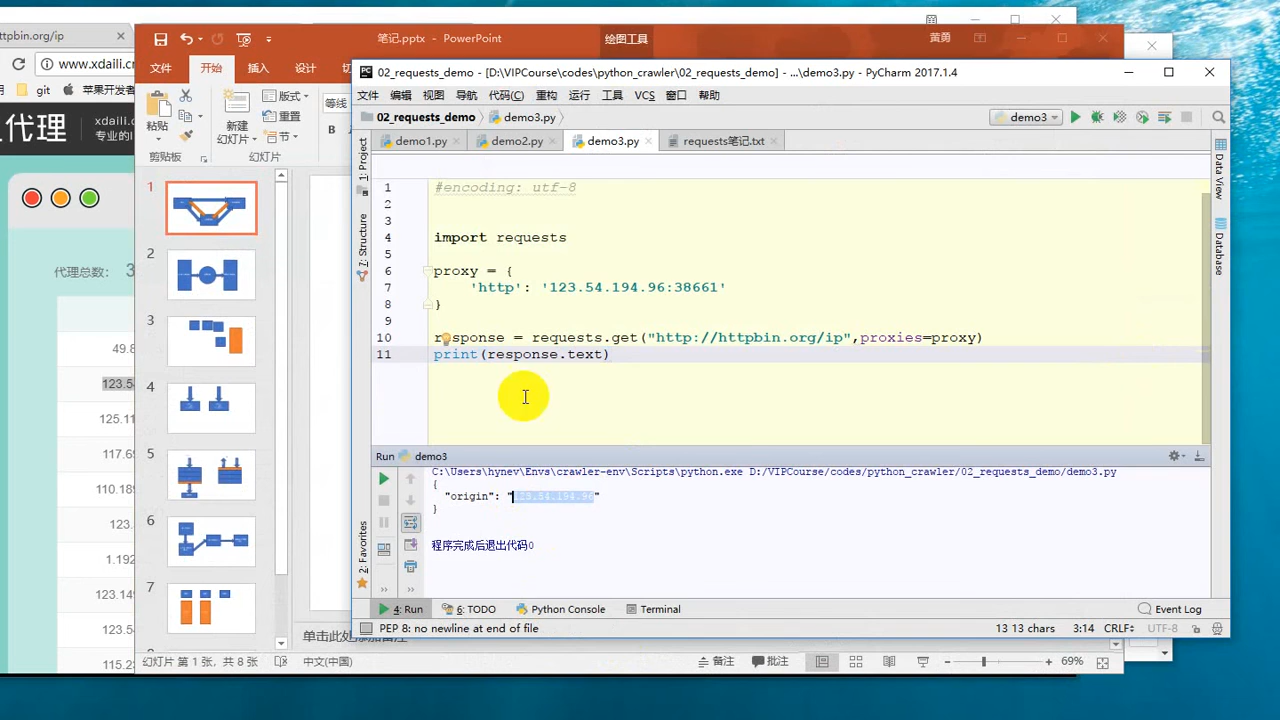 ttpbin.org/ip
www.xdaili.c
git 苹果开发者
代理
xdaili.c
专业的I
代理总数: 3
49.8
123.5
125.11
117.69
110.189
123.
1.192
123.149
123.54
115.23
笔记.pptx - PowerPoint
绘图工具
黄勇
文件 开始 插入 设计 切
粘贴
新建
幻灯片
版式
重置
节
等线
B
剪贴板
幻灯片
1
2
3
4
5
6
7
单击此处添加备注
幻灯片 第 1 张, 共 8 张 中文(中国)
备注 批注 69%
02_requests_demo - [D:\VIPCourse\codes\python_crawler\02_requests_demo] - ...\demo3.py - PyCharm 2017.1.4
文件 编辑 视图 导航 代码(C) 重构 运行 工具 VCS 窗口 帮助
02_requests_demo demo3.py
demo3
demo1.py demo2.py demo3.py requests笔记.txt
1: Project
7: Structure
2: Favorites
Data View
Database
1 #encoding: utf-8
2
3
4 import requests
5
6 proxy = {
7 'http': '123.54.194.96:38661'
8 }
9
10 response = requests.get("http://httpbin.org/ip",proxies=proxy)
11 print(response.text)
Run demo3
C:\Users\hynev\Envs\crawler-env\Scripts\python.exe D:/VIPCourse/codes/python_crawler/02_requests_demo/demo3.py
{
"origin": "123.54.194.96"
}
程序完成后退出代码0
4: Run 6: TODO Python Console Terminal Event Log
PEP 8: no newline at end of file
13 13 chars 3:14 CRLF UTF-8